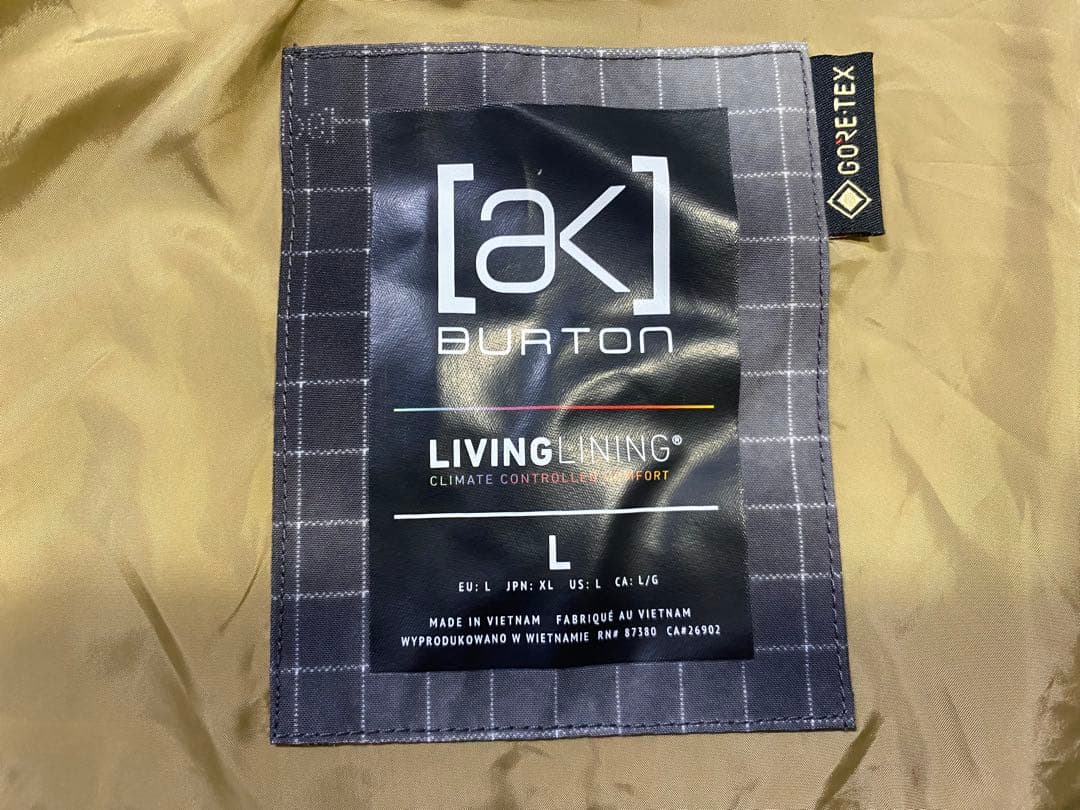 [ak]
BURTON
LIVINGLINING®
CLIMATE CONTROLLED COMFORT
L
EU: L JPN: XL US: L CA: L/G
MADE IN VIETNAM FABRIQUÉ AU VIETNAM
WYPRODUKOWANO W WIETNAMIE RN# 87380 CA#26902
GORE-TEX